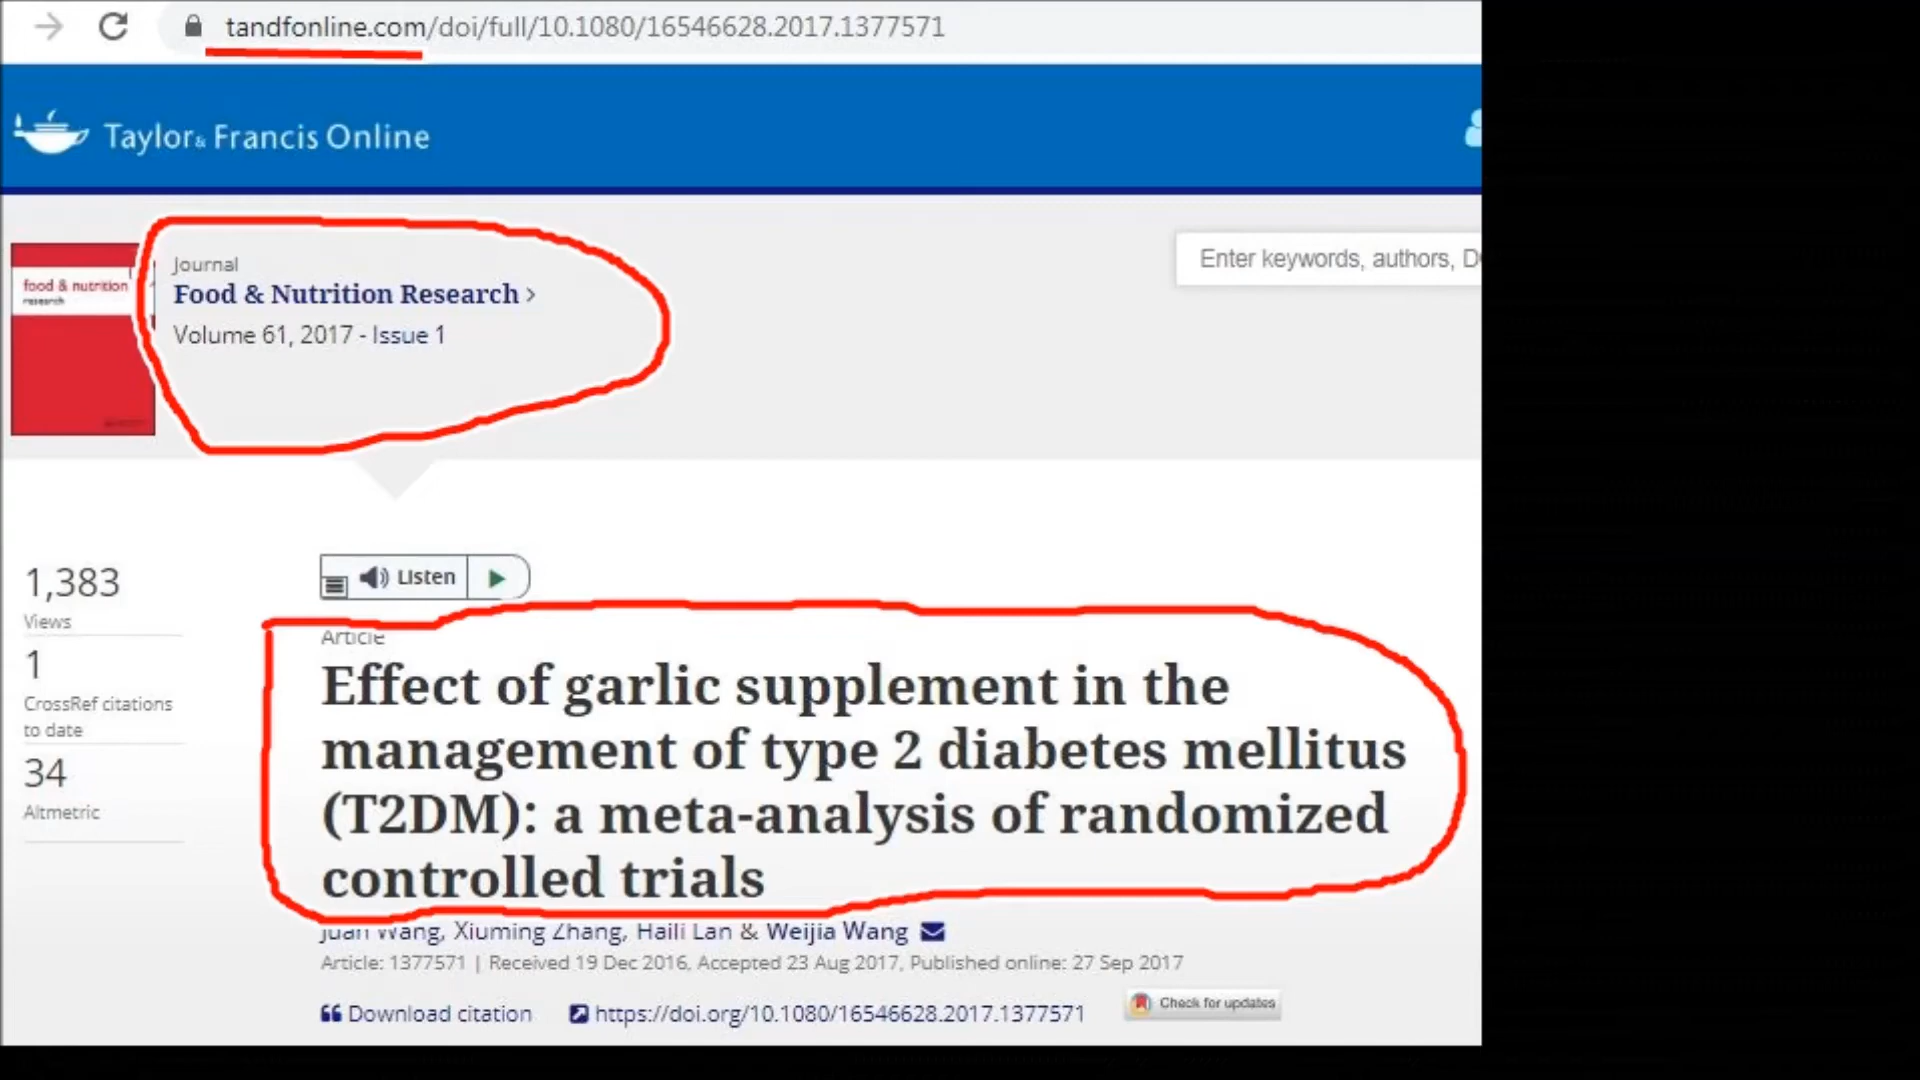 tandfonline.com/doi/full/10.1080/16546628.2017.1377571
Taylor & Francis Online
food & nutrition
research
Journal
Food & Nutrition Research >
Volume 61, 2017 - Issue 1
Enter keywords, authors, D
1,383
Views
1
CrossRef citations
to date
34
Altmetric
Listen
Article
Effect of garlic supplement in the
management of type 2 diabetes mellitus
(T2DM): a meta-analysis of randomized
controlled trials
Juan Wang, Xiuming Zhang, Haili Lan & Weijia Wang
Article: 1377571 | Received 19 Dec 2016, Accepted 23 Aug 2017, Published online: 27 Sep 2017
Download citation
https://doi.org/10.1080/16546628.2017.1377571
Check for updates